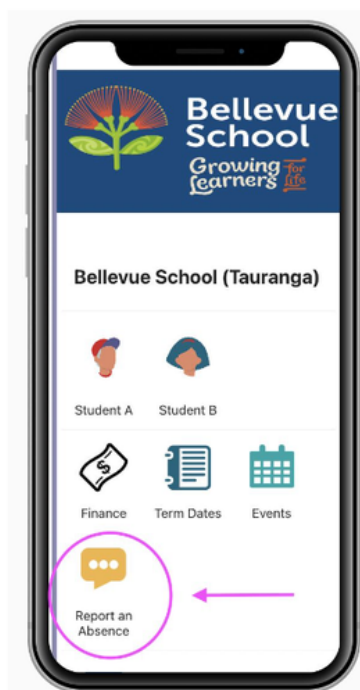 Bellevue
School
Growing for
Learners life
Bellevue School (Tauranga)
Student A Student B
Finance Term Dates Events
Report an
Absence